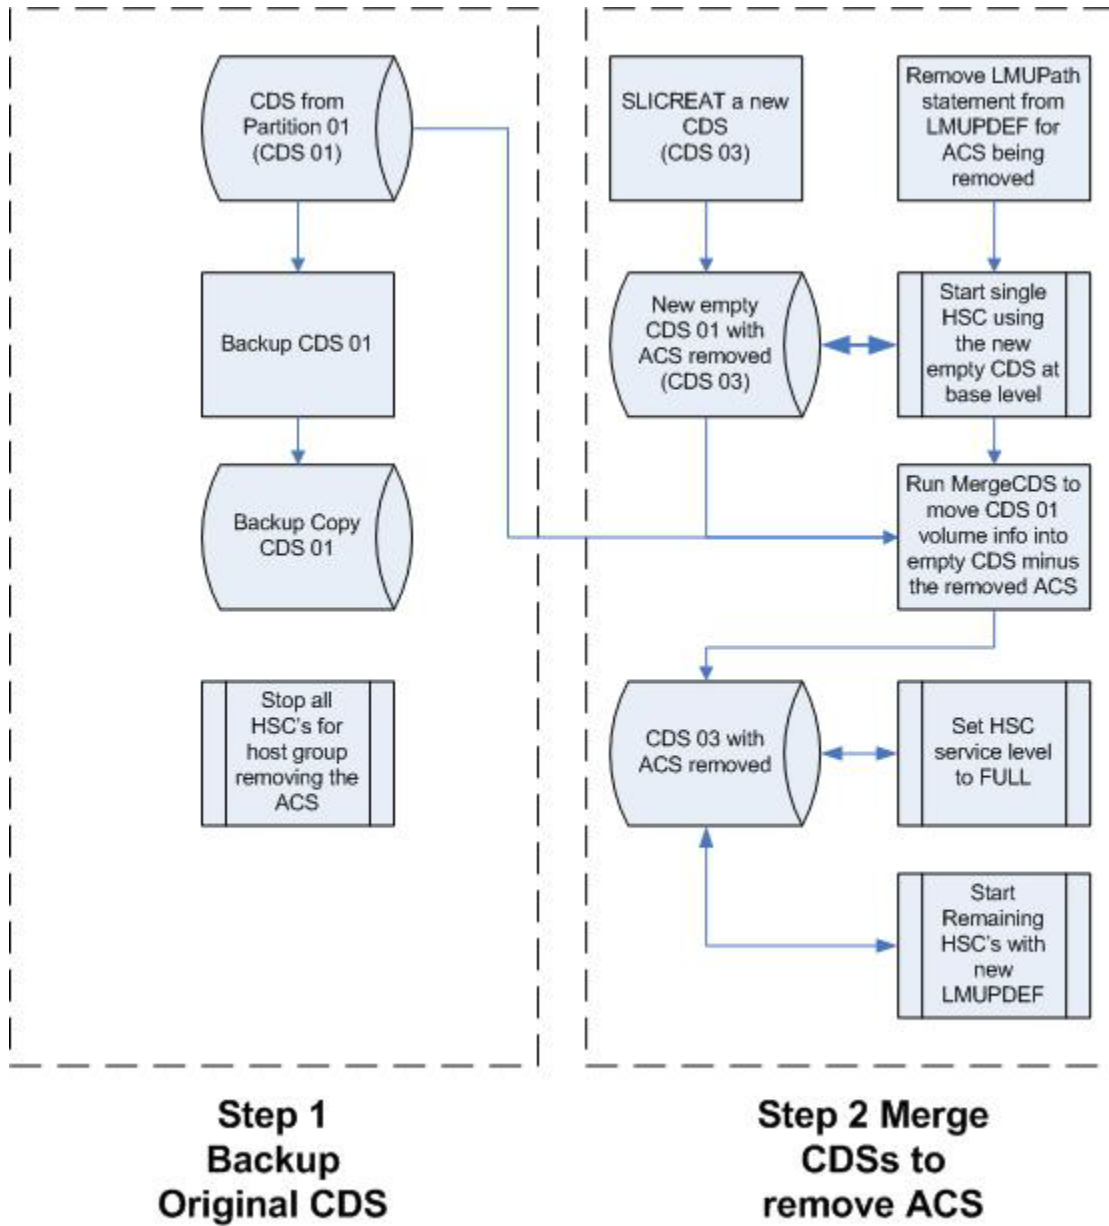 CDS from
Partition 01
(CDS 01)
Backup CDS 01
Backup Copy
CDS 01
Stop all
HSC's for
host group
removing the
ACS
Step 1
Backup
Original CDS
SLICREAT a new
CDS
(CDS 03)
Remove LMUPath
statement from
LMUPDEF for
ACS being
removed
New empty
CDS 01 with
ACS removed
(CDS 03)
Start single
HSC using
the new
empty CDS at
base level
Run MergeCDS to
move CDS 01
volume info into
empty CDS minus
the removed ACS
CDS 03 with
ACS removed
Set HSC
service level
to FULL
Start
Remaining
HSC's with
new
LMUPDEF
Step 2 Merge
CDSs to
remove ACS